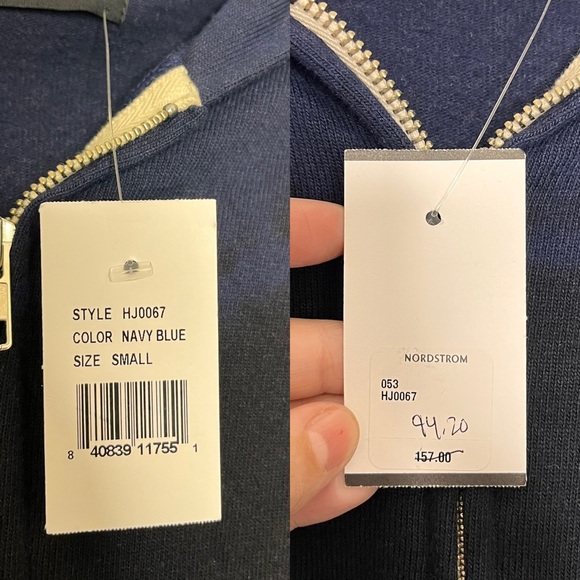 STYLE HJ0067
COLOR NAVY BLUE
SIZE SMALL
8 40839 11755 1
NORDSTROM
053
HJ0067
94.20
157.00